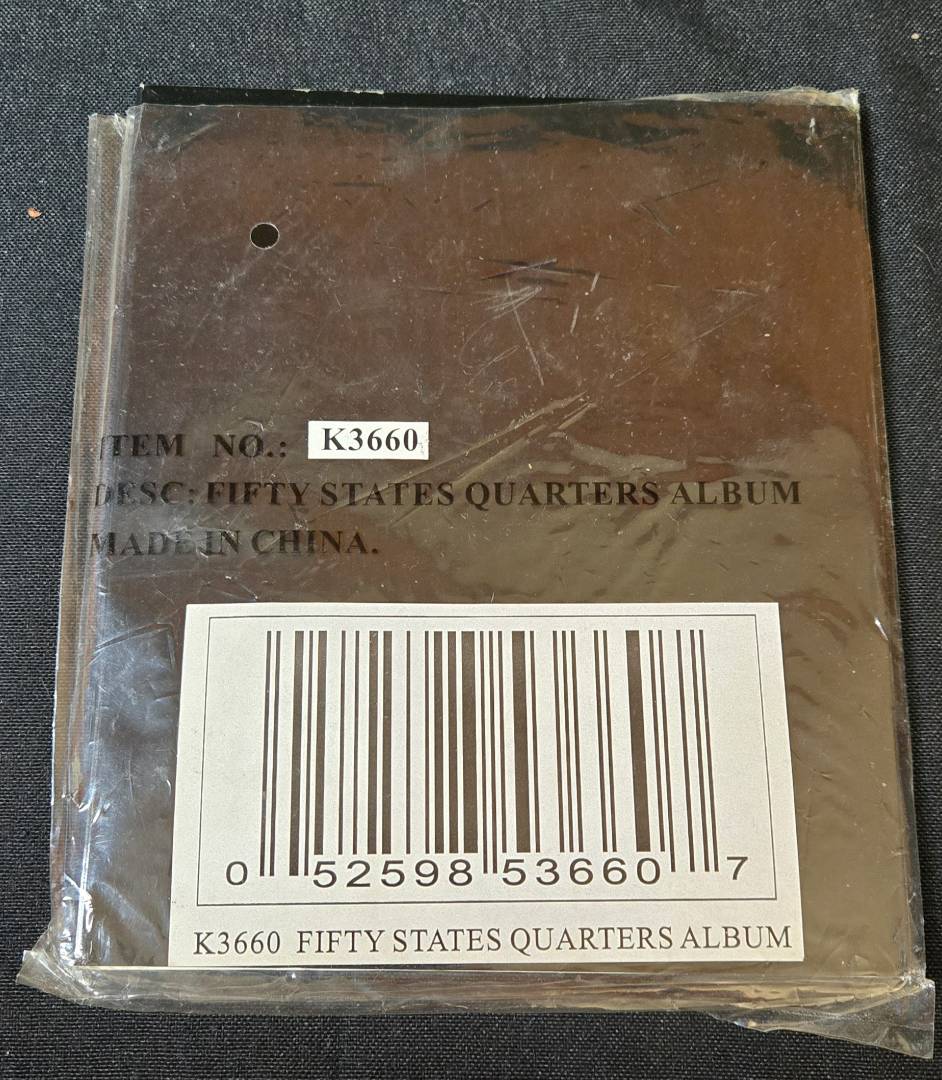 ITEM NO.: K3660
DESC: FIFTY STATES QUARTERS ALBUM
MADE IN CHINA.
0 52598 53660 7
K3660 FIFTY STATES QUARTERS ALBUM